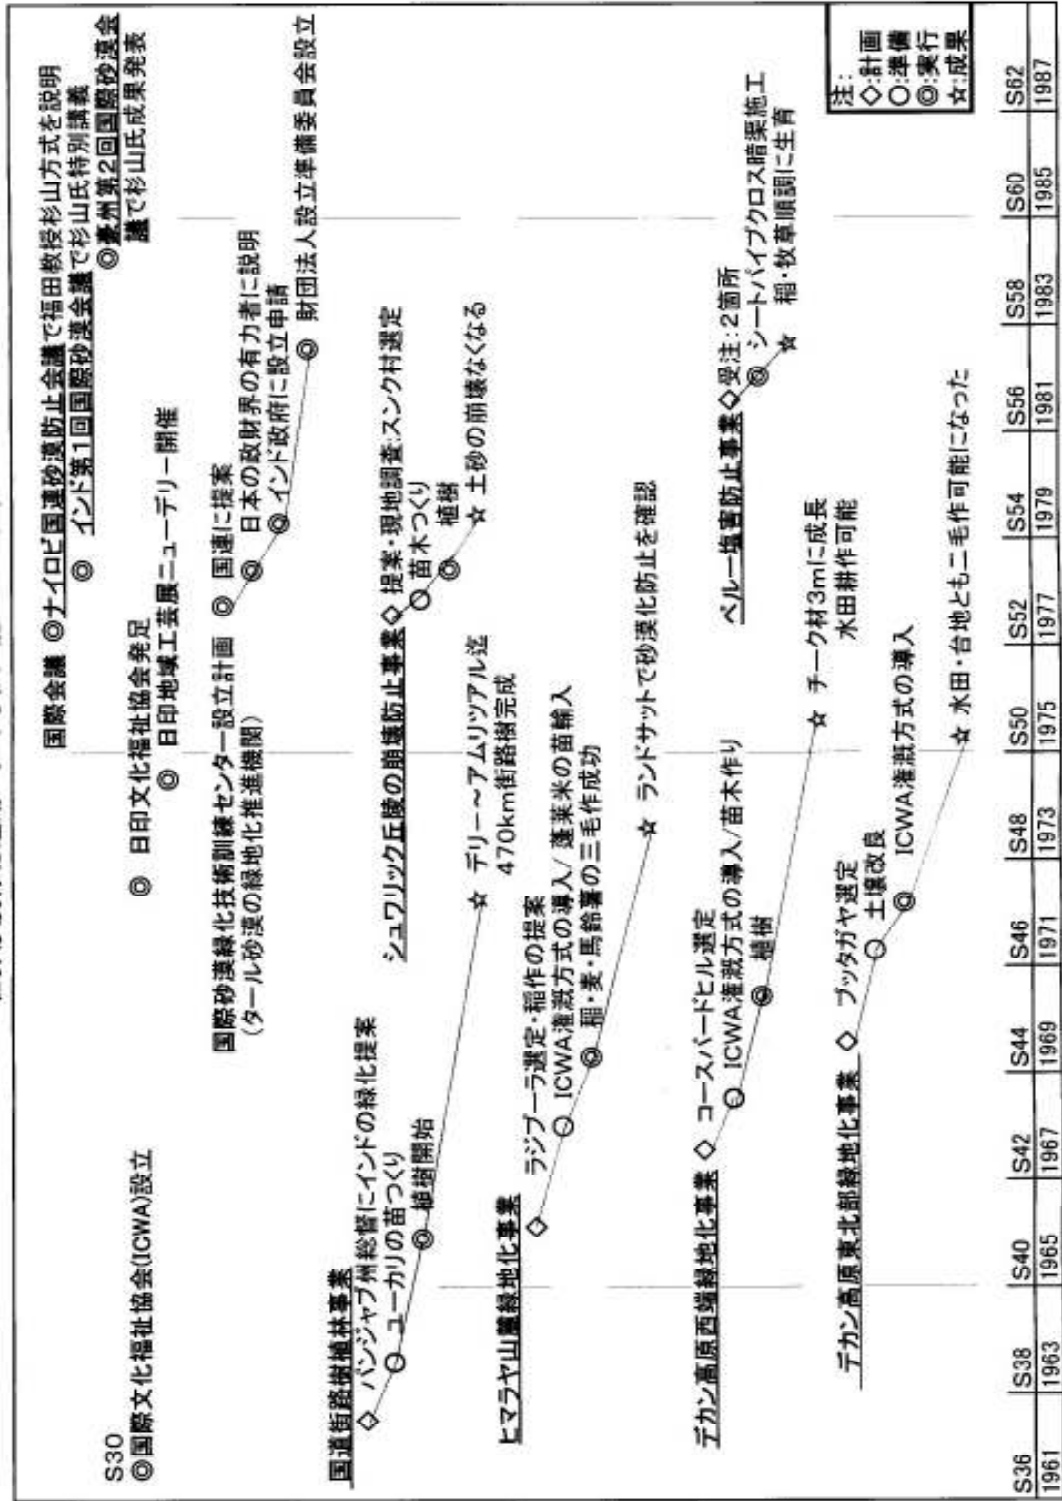 国際会議 ◎ナイロビ国連砂漠防止会議で福田教授杉山方式を説明
◎ インド第1回国際砂漠会議で杉山氏特別講義
◎豪州第2回国際砂漠会
議で杉山氏成果発表
S30
◎国際文化福祉協会(ICWA)設立
◎ 日印文化福祉協会発足
◎ 日印地域工芸展ニューデリー開催
国際砂漠緑化技術訓練センター設立計画 ◎ 国連に提案
(タール砂漠の緑地化推進機関)
◎ 日本の政財界の有力者に説明
◎ インド政府に設立申請
◎ 財団法人設立準備委員会設立
国道街路樹植林事業
◇ パンジャブ州総督にインドの緑化提案
○ ユーカリの苗つくり
◎ 植樹開始
☆ デリー~アムリツアル迄
470km街路樹完成
シュワリック丘陵の崩壊防止事業 ◇ 提案・現地調査:スンク村選定
○ 苗木つくり
◎ 植樹
☆ 土砂の崩壊なくなる
ヒマラヤ山麓緑地化事業
◇ ラジプーラ選定・稲作の提案
○ ICWA潅漑方式の導入/ 蓬莱米の苗輸入
◎ 稲・麦・馬鈴薯の三毛作成功
☆ ランドサットで砂漠化防止を確認
デカン高原西端緑地化事業 ◇ コースバードヒル選定
○ ICWA潅漑方式の導入/苗木作り
◎ 植樹
☆ チーク材3mに成長
水田耕作可能
ペルー塩害防止事業 ◇ 受注:2箇所
◎ シートパイプクロス暗渠施工
☆ 稲・牧草順調に生育
デカン高原東北部緑地化事業 ◇ ブッタガヤ選定
○ 土壌改良
◎ ICWA潅漑方式の導入
☆ 水田・台地とも二毛作可能になった
注:
◇:計画
○:準備
◎:実行
☆:成果
S36 S38 S40 S42 S44 S46 S48 S50 S52 S54 S56 S58 S60 S62
1961 1963 1965 1967 1969 1971 1973 1975 1977 1979 1981 1983 1985 1987